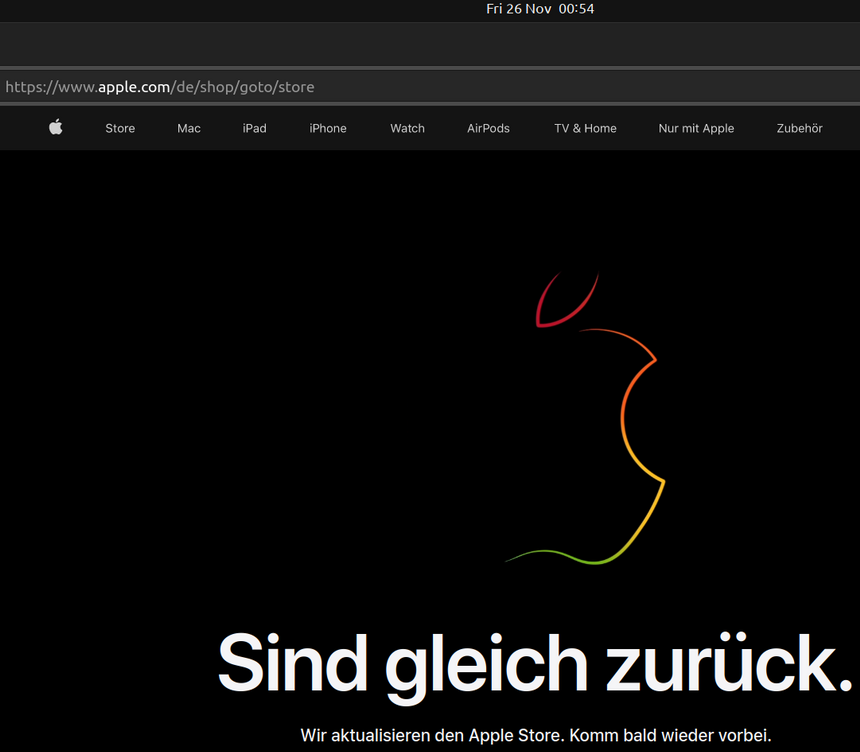 Fri 26 Nov 00:54
https://www.apple.com/de/shop/goto/store
Store Mac iPad iPhone Watch AirPods TV & Home Nur mit Apple Zubehör
Sind gleich zurück.
Wir aktualisieren den Apple Store. Komm bald wieder vorbei.